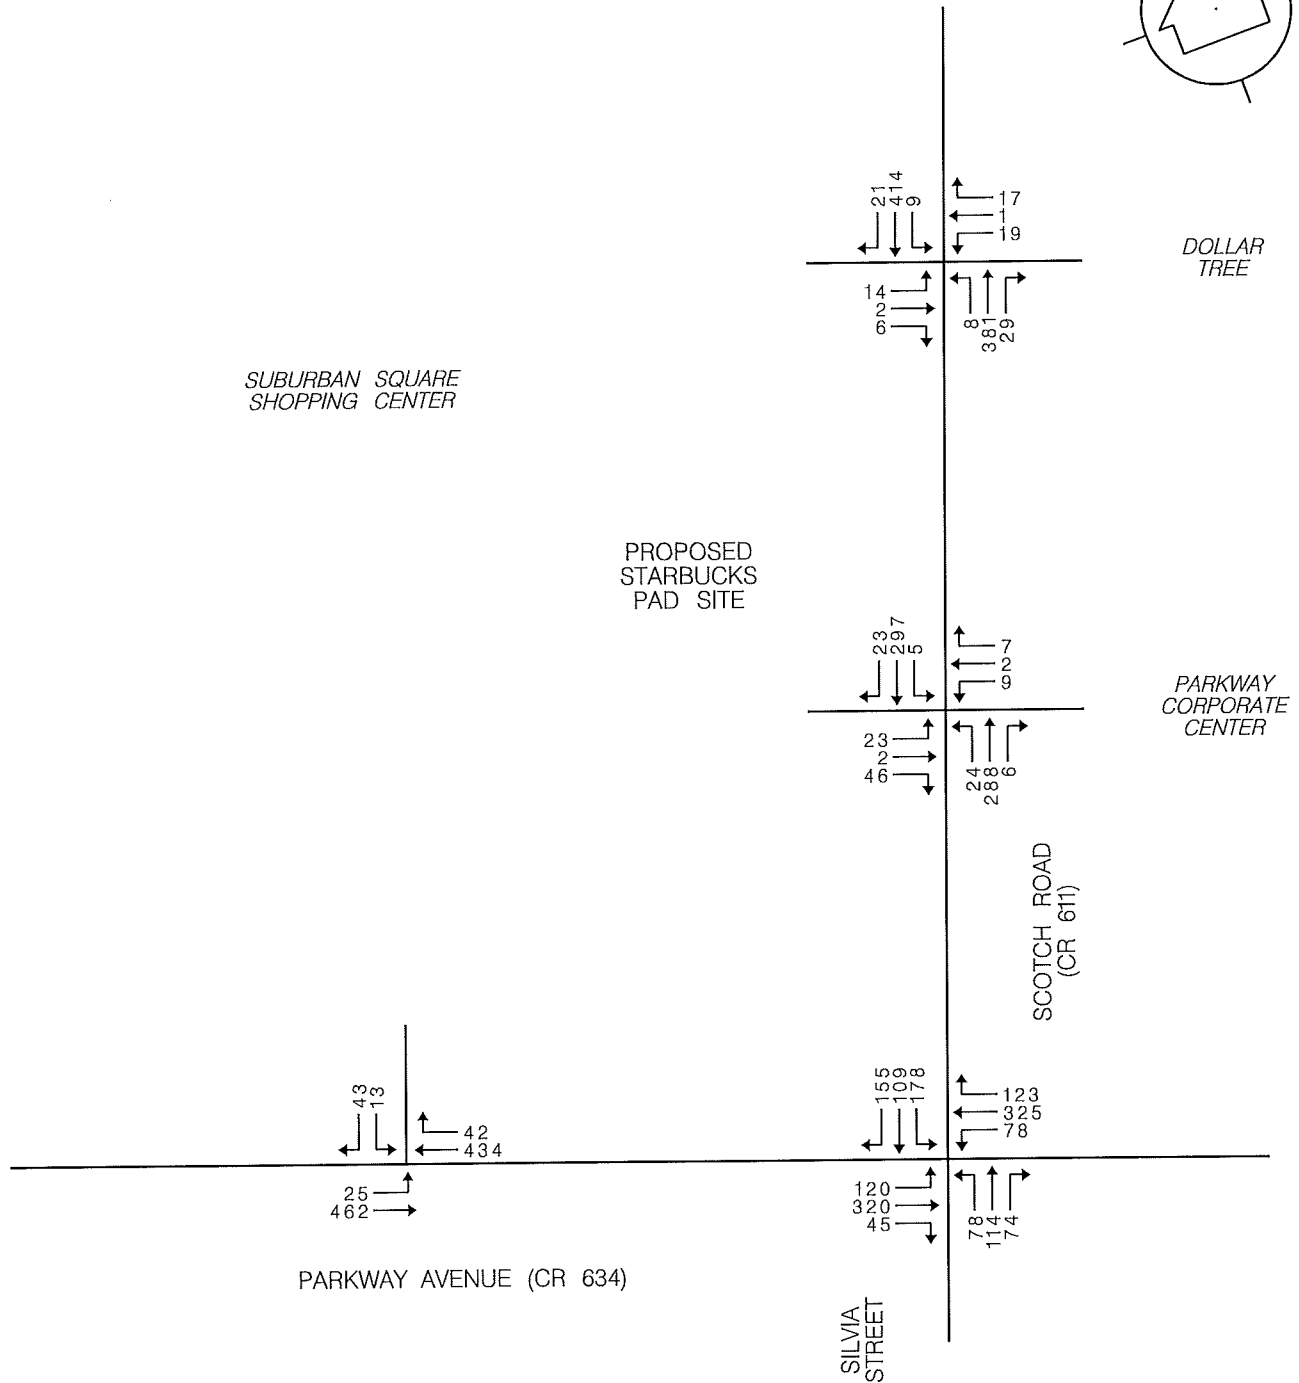 21
414
9
17
1
19
DOLLAR
TREE
14
2
6
8
381
29
SUBURBAN SQUARE
SHOPPING CENTER
PROPOSED
STARBUCKS
PAD SITE
23
297
5
7
2
9
PARKWAY
CORPORATE
CENTER
23
2
46
24
288
6
SCOTCH ROAD
(CR 611)
43
13
42
434
25
462
155
109
178
123
325
78
120
320
45
78
114
74
PARKWAY AVENUE (CR 634)
SILVIA
STREET